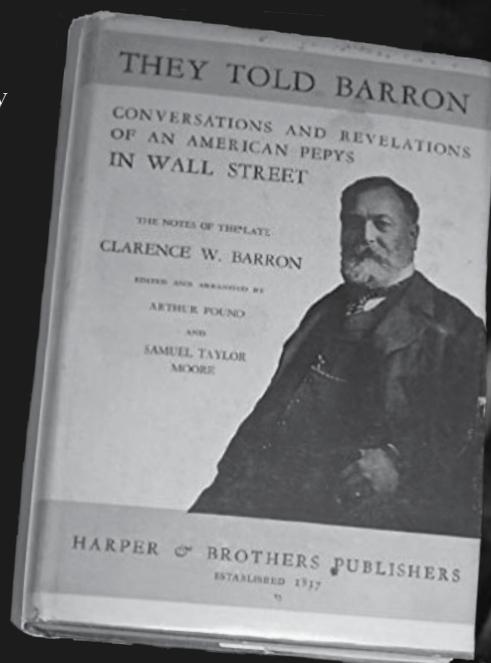 y
THEY TOLD BARRON
CONVERSATIONS AND REVELATIONS
OF AN AMERICAN PEPYS
IN WALL STREET
THE NOTES OF THE LATE
CLARENCE W. BARRON
EDITED AND ARRANGED BY
ARTHUR POUND
AND
SAMUEL TAYLOR
MOORE
HARPER & BROTHERS PUBLISHERS
ESTABLISHED 1817